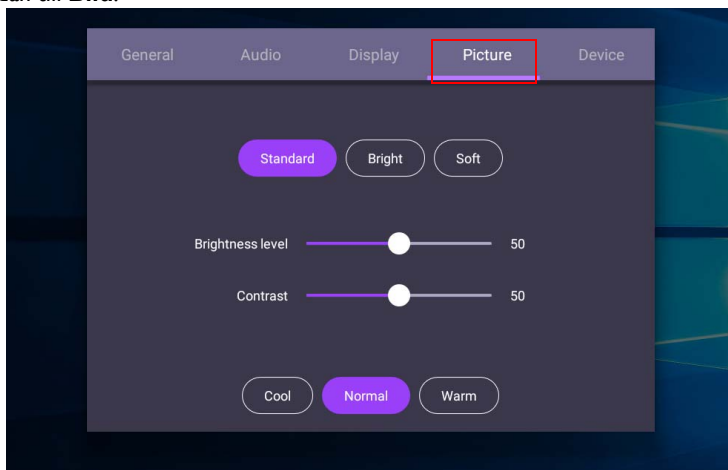 General Audio Display Picture Device
Standard Bright Soft
Brightness level 50
Contrast 50
Cool Normal Warm